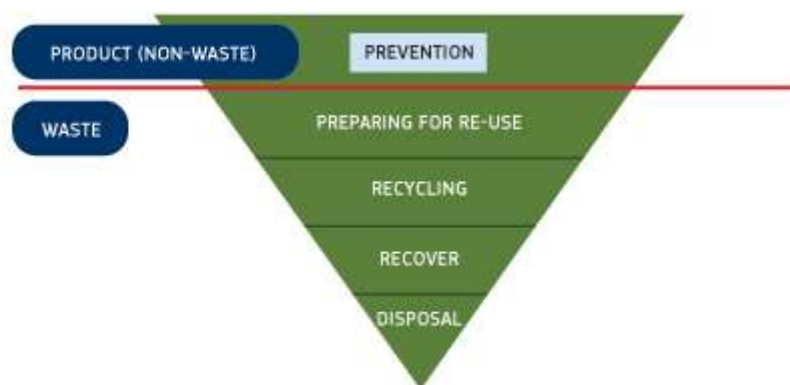 PRODUCT (NON-WASTE)
PREVENTION
WASTE
PREPARING FOR RE-USE
RECYCLING
RECOVER
DISPOSAL